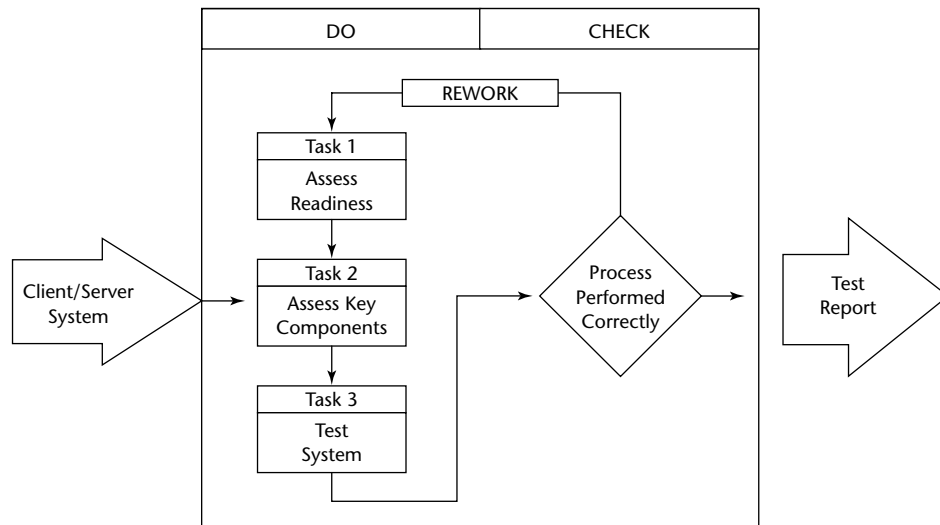 DO
CHECK
REWORK
Task 1
Assess
Readiness
Client/Server
System
Task 2
Assess Key
Components
Task 3
Test
System
Process
Performed
Correctly
Test
Report